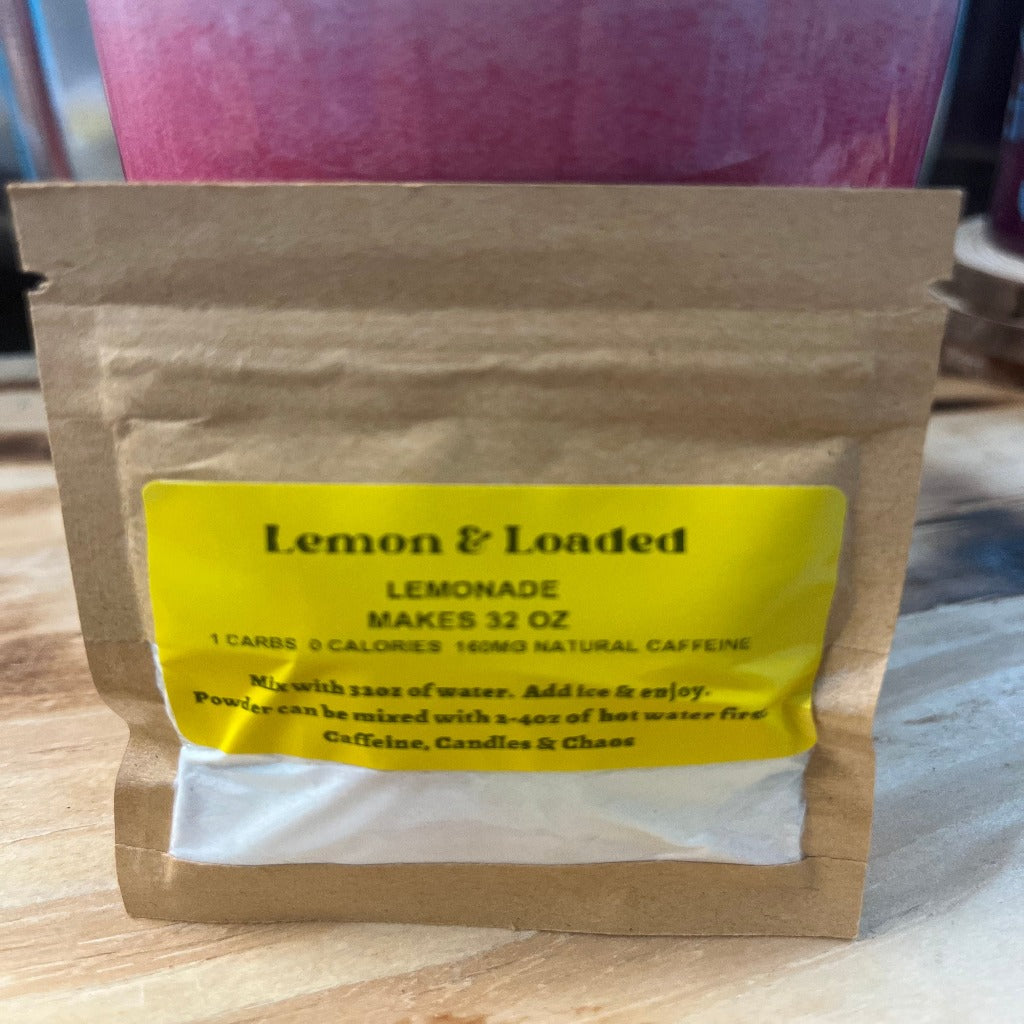 Lemon & Loaded
LEMONADE
MAKES 32 OZ
1 CARBS 0 CALORIES 160MG NATURAL CAFFEINE
Mix with 32oz of water. Add ice & enjoy.
Powder can be mixed with 2-4oz of hot water first
Caffeine, Candles & Chaos